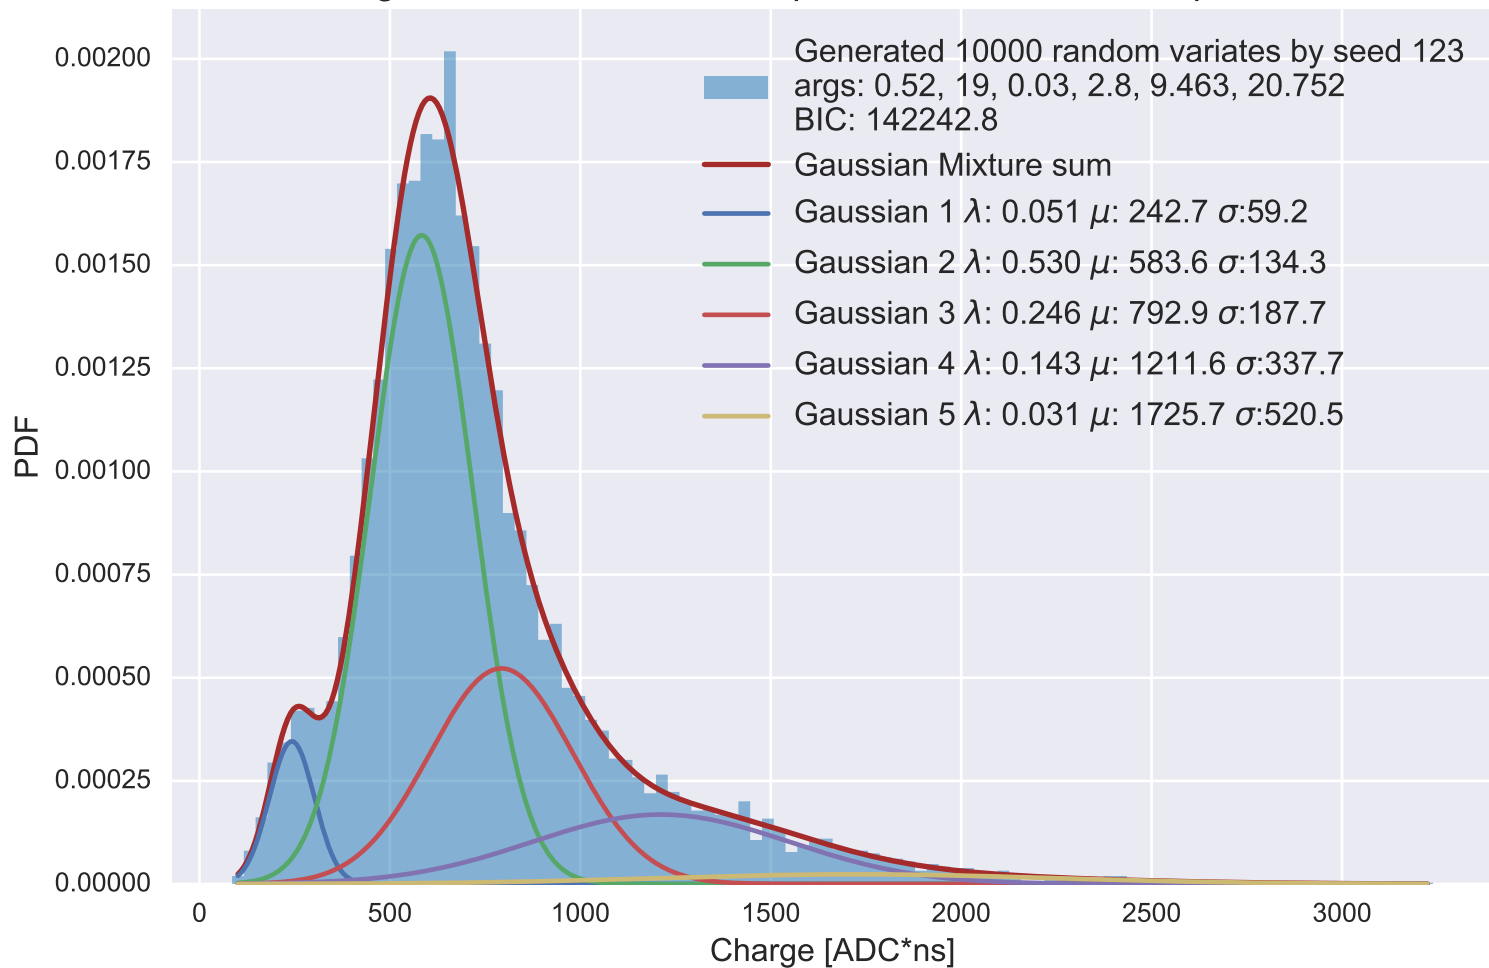 Generated 10000 random variates by seed 123
args: 0.52, 19, 0.03, 2.8, 9.463, 20.752
BIC: 142242.8
Gaussian Mixture sum
Gaussian 1 λ: 0.051 μ: 242.7 σ:59.2
Gaussian 2 λ: 0.530 μ: 583.6 σ:134.3
Gaussian 3 λ: 0.246 μ: 792.9 σ:187.7
Gaussian 4 λ: 0.143 μ: 1211.6 σ:337.7
Gaussian 5 λ: 0.031 μ: 1725.7 σ:520.5
PDF
0.00200
0.00175
0.00150
0.00125
0.00100
0.00075
0.00050
0.00025
0.00000
0 500 1000 1500 2000 2500 3000
Charge [ADC*ns]